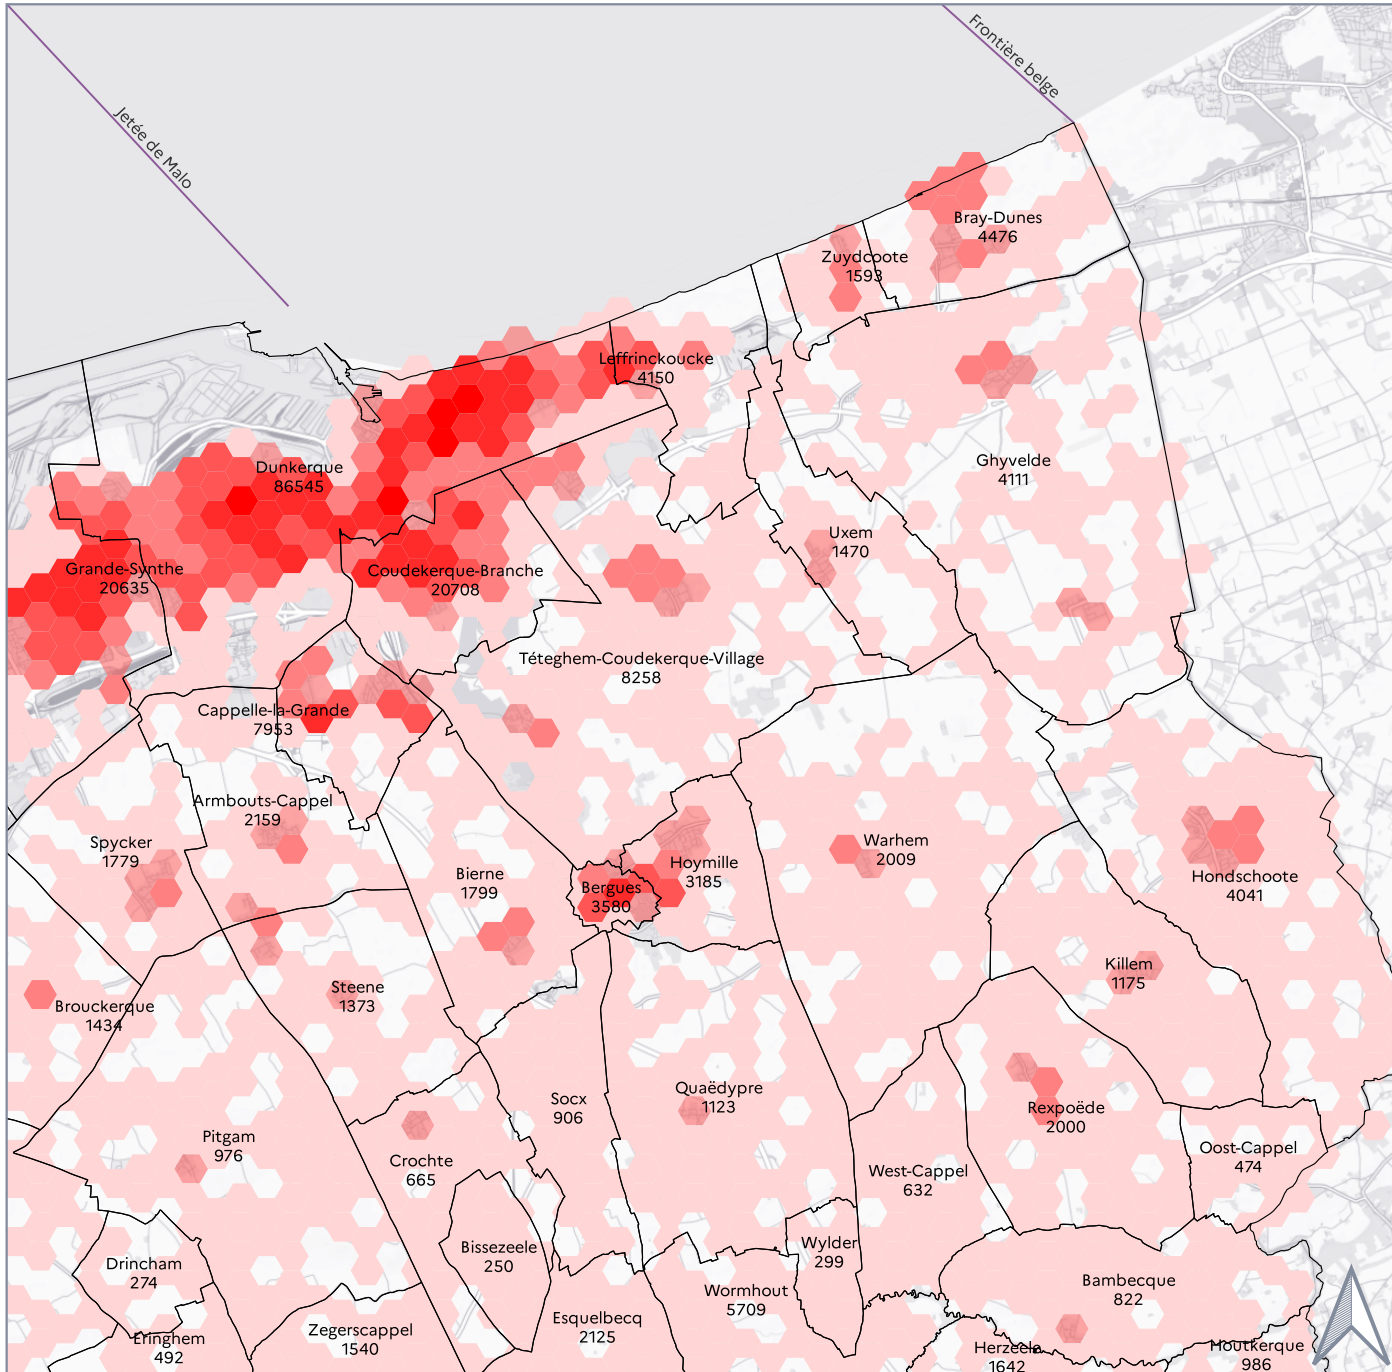 Frontière belge
Jetée de Malo
Bray-Dunes
4476
Zuydcoote
1593
Leffrinckoucke
4150
Dunkerque
86545
Ghyvelde
4111
Uxem
1470
Grande-Synthe
20635
Coudekerque-Branche
20708
Téteghem-Coudekerque-Village
8258
Cappelle-la-Grande
7953
Armbouts-Cappel
2159
Spycker
1779
Bierne
1799
Bergues
3580
Hoymille
3185
Warhem
2009
Hondschoote
4041
Killem
1175
Brouckerque
1434
Steene
1373
Quaëdypre
1123
Socx
906
Rexpoëde
2000
Pitgam
976
Crochte
665
West-Cappel
632
Oost-Cappel
474
Drincham
274
Bissezeele
250
Wylder
299
Wormhout
5709
Bambecque
822
Esquelbecq
2125
Zegerscappel
1540
Eringhem
492
Herzeele
1642
Houtkerque
986